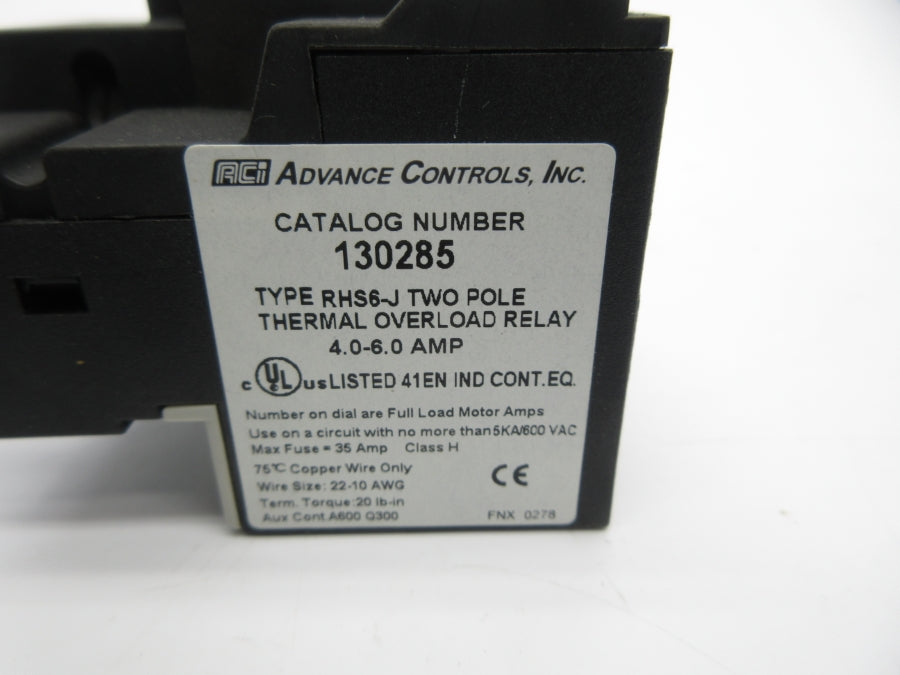 ACi ADVANCE CONTROLS, INC.
CATALOG NUMBER
130285
TYPE RHS6-J TWO POLE
THERMAL OVERLOAD RELAY
4.0-6.0 AMP
c UL us LISTED 41EN IND CONT.EQ.
Number on dial are Full Load Motor Amps
Use on a circuit with no more than5KA/600 VAC
Max Fuse = 35 Amp Class H
75°C Copper Wire Only
Wire Size: 22-10 AWG
CE
Term. Torque:20 lb-in
Aux Cont A600 Q300
FNX 0278